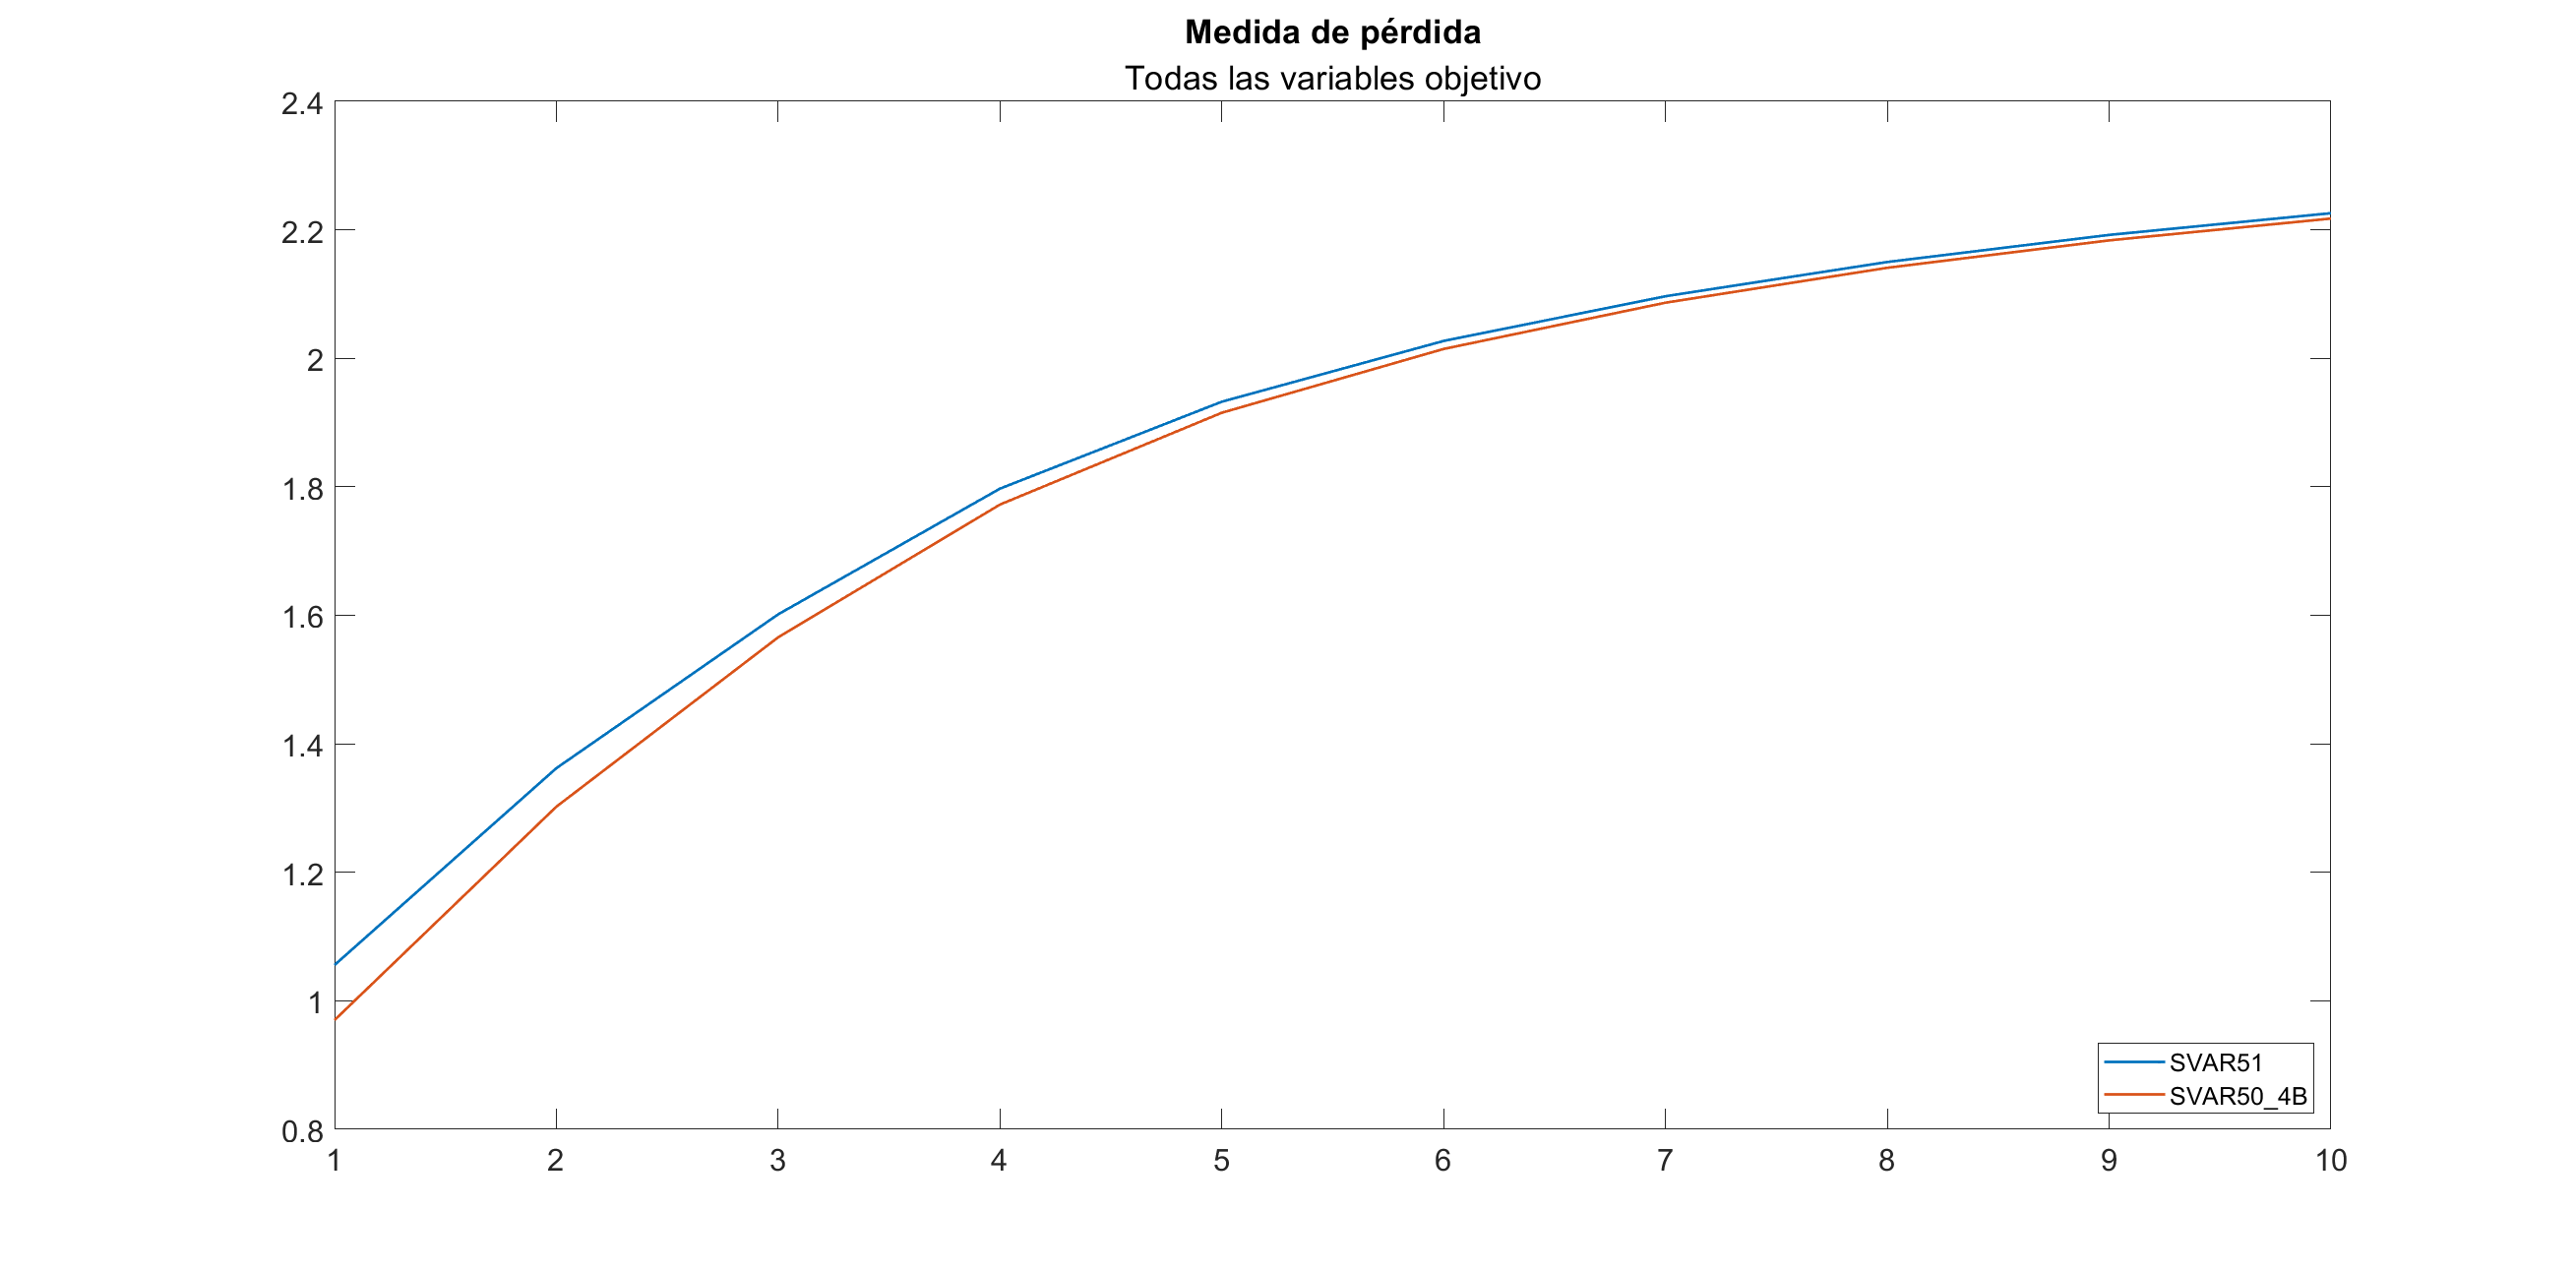 Medida de pérdida
Todas las variables objetivo
2.4
2.2
2
1.8
1.6
1.4
1.2
1
0.8
1 2 3 4 5 6 7 8 9 10
SVAR51
SVAR50_4B